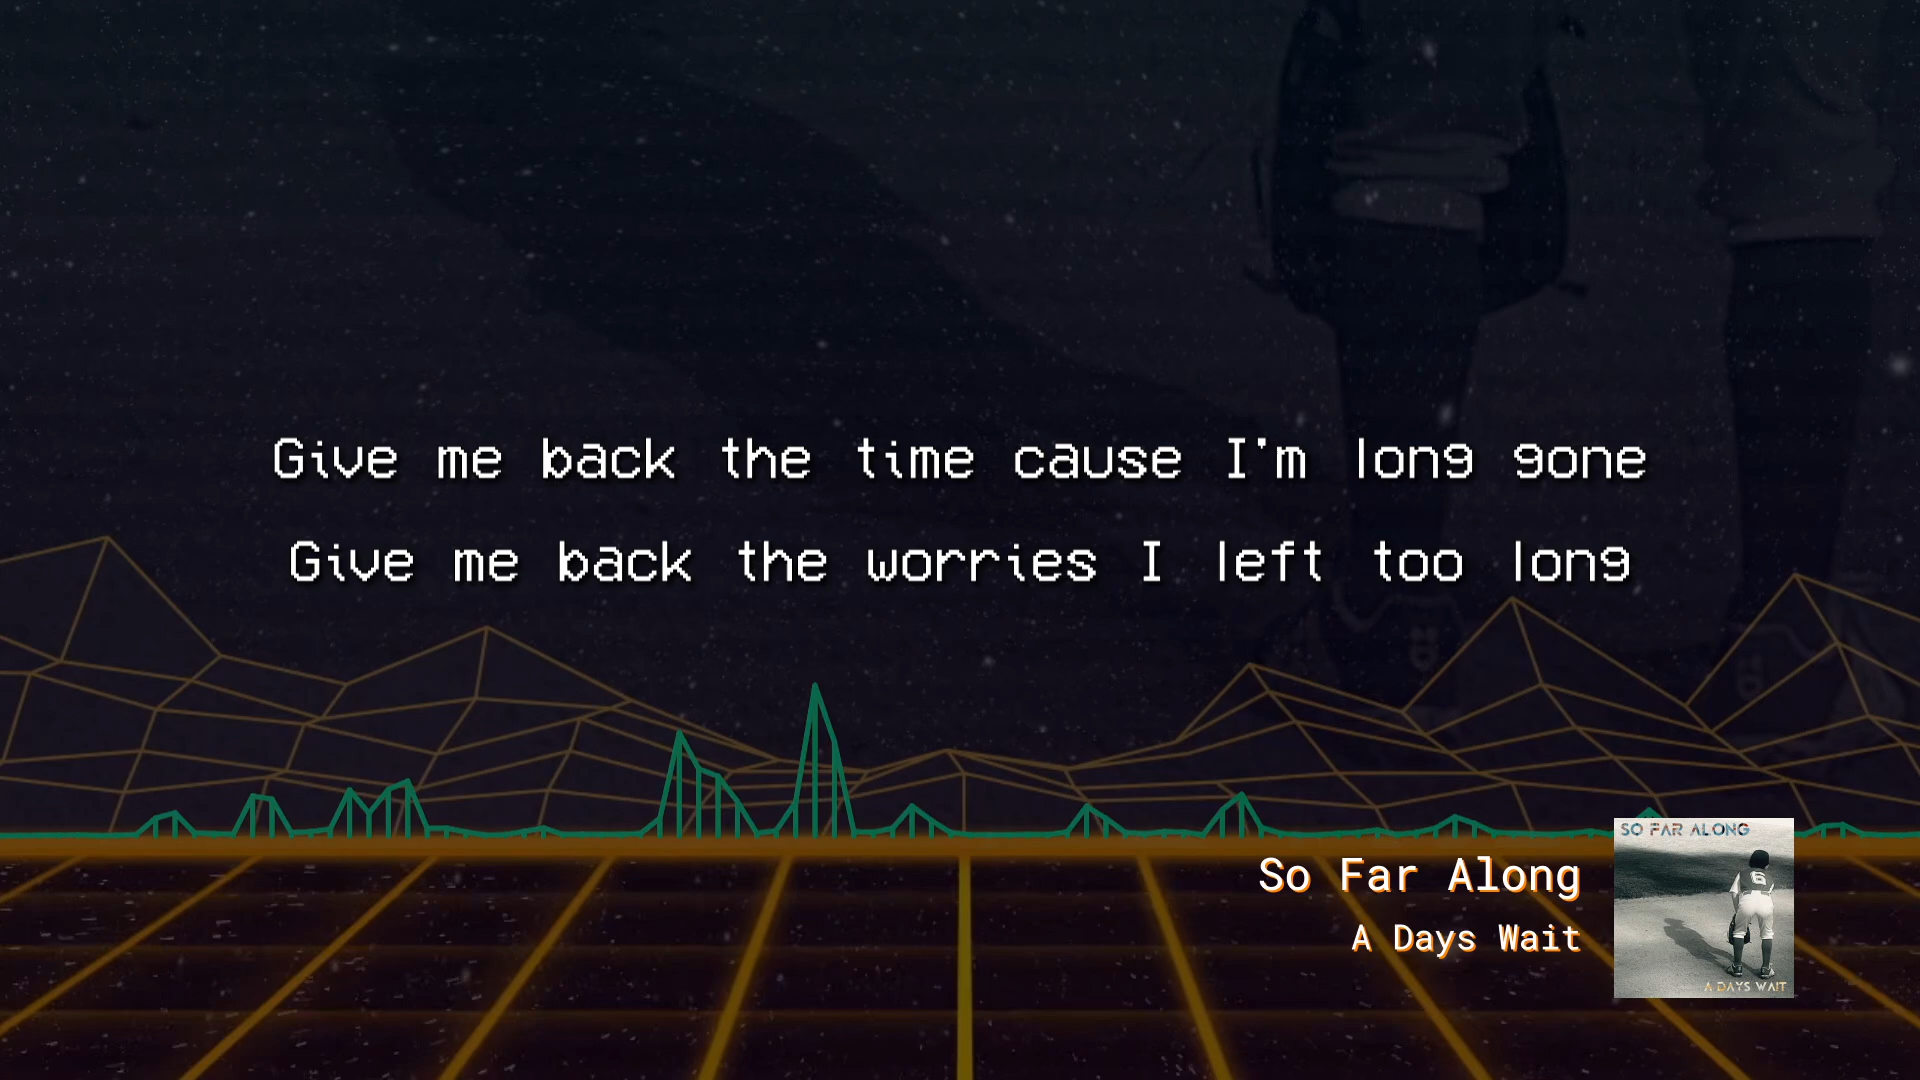 Give me back the time cause I'm long gone
Give me back the worries I left too long
So Far Along
A Days Wait
SO FAR ALONG
6
A DAYS WAIT